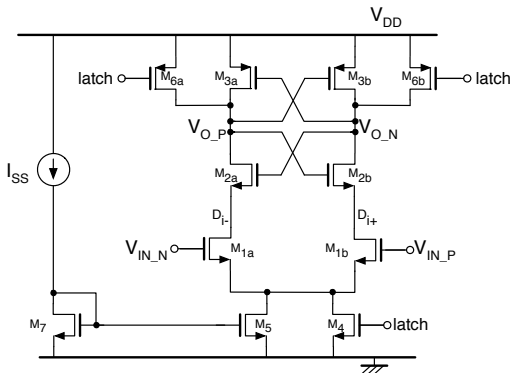 V_DD
M_6a
M_3a
M_3b
M_6b
latch
latch
V_O_P
V_O_N
I_SS
M_2a
M_2b
D_i-
D_i+
V_IN_N
M_1a
M_1b
V_IN_P
M_7
M_5
M_4
latch